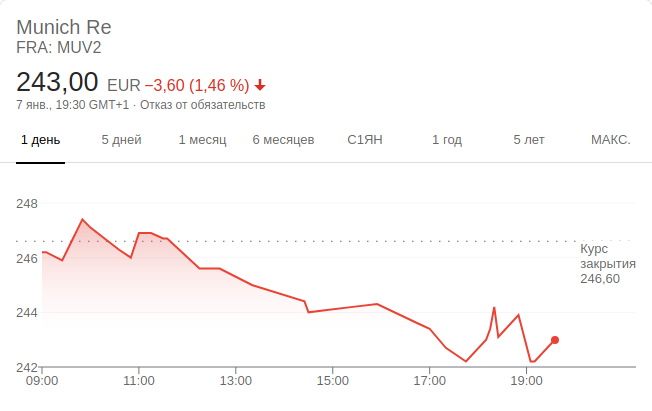 Munich Re
FRA: MUV2
243,00 EUR −3,60 (1,46 %)
7 янв., 19:30 GMT+1 · Отказ от обязательств
1 день 5 дней 1 месяц 6 месяцев С1ЯН 1 год 5 лет МАКС.
248
246
244
242
Курс
закрытия
246,60
09:00 11:00 13:00 15:00 17:00 19:00